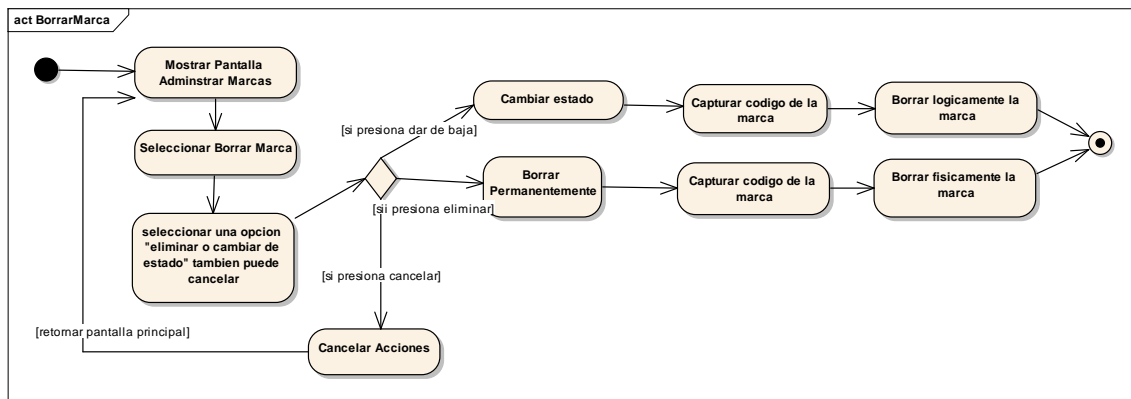 act BorrarMarca
Mostrar Pantalla
Adminstrar Marcas
Seleccionar Borrar Marca
seleccionar una opcion
"eliminar o cambiar de
estado" tambien puede
cancelar
[si presiona dar de baja]
Cambiar estado
Capturar codigo de la
marca
Borrar logicamente la
marca
[sii presiona eliminar]
Borrar
Permanentemente
Capturar codigo de la
marca
Borrar fisicamente la
marca
[si presiona cancelar]
Cancelar Acciones
[retornar pantalla principal]